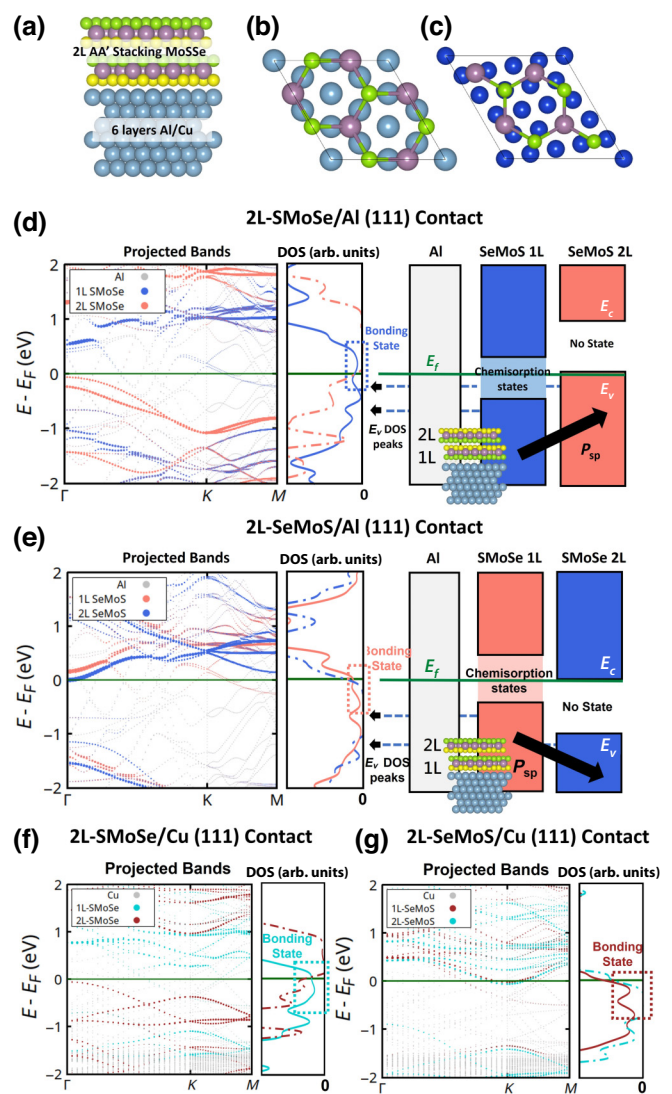 (a)
(b)
(c)
2L AA' Stacking MoSSe
6 layers Al/Cu
2L-SMoSe/Al (111) Contact
(d)
Projected Bands
DOS (arb. units)
Al
SeMoS 1L
SeMoS 2L
Al
1L SMoSe
2L SMoSe
Bonding
State
E_c
No State
E_f
Chemisorption
states
E_v
E_v DOS
peaks
2L
1L
P_sp
E - E_F (eV)
2
1
0
−1
−2
Γ
K
M
0
2L-SeMoS/Al (111) Contact
(e)
Projected Bands
DOS (arb. units)
Al
SMoSe 1L
SMoSe 2L
Al
1L SeMoS
2L SeMoS
Bonding
State
E_f
E_c
Chemisorption
states
No State
E_v
2L
1L
E_v DOS
peaks
P_sp
E - E_F (eV)
2
1
0
−1
−2
Γ
K
M
0
(f)
2L-SMoSe/Cu (111) Contact
Projected Bands
DOS (arb. units)
Cu
1L-SMoSe
2L-SMoSe
Bonding
State
E - E_F (eV)
2
1
0
−1
−2
Γ
K
M
0
(g)
2L-SeMoS/Cu (111) Contact
Projected Bands
DOS (arb. units)
Cu
1L-SeMoS
2L-SeMoS
Bonding
State
E - E_F (eV)
2
1
0
−1
−2
Γ
K
M
0